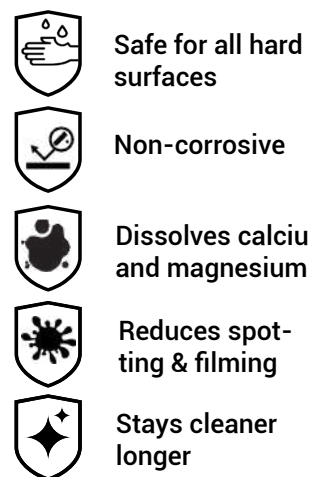 Safe for all hard
surfaces
Non-corrosive
Dissolves calciu
and magnesium
Reduces spot-
ting & filming
Stays cleaner
longer